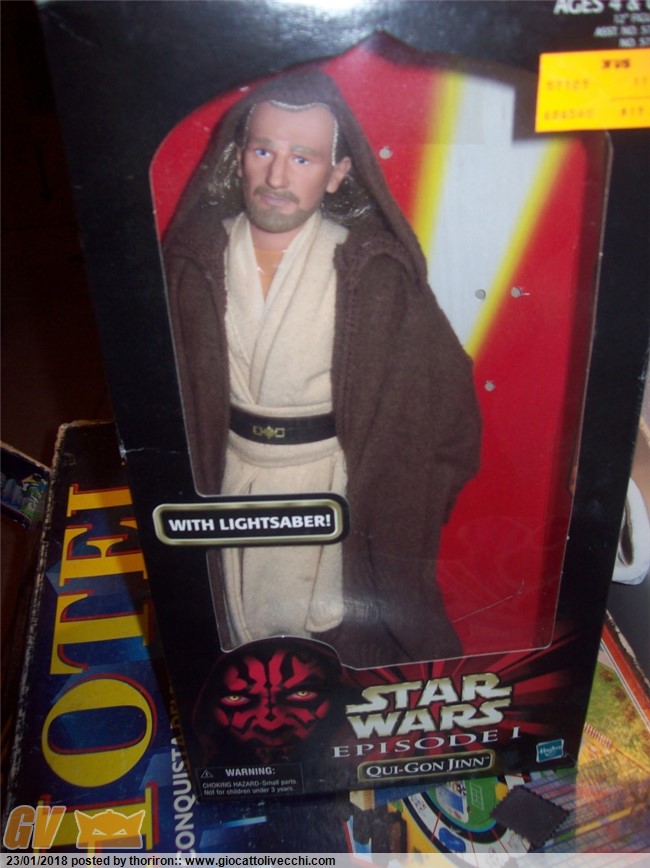 AGES 4 &
WITH LIGHTSABER!
STAR
WARS
EPISODE I
QUI-GON JINN
Hasbro
WARNING:
CHOKING HAZARD-Small parts.
Not for children under 3 years.
HOTEL
CONQUISTA
GV
23/01/2018 posted by thoriron:: www.giocattolivecchi.com